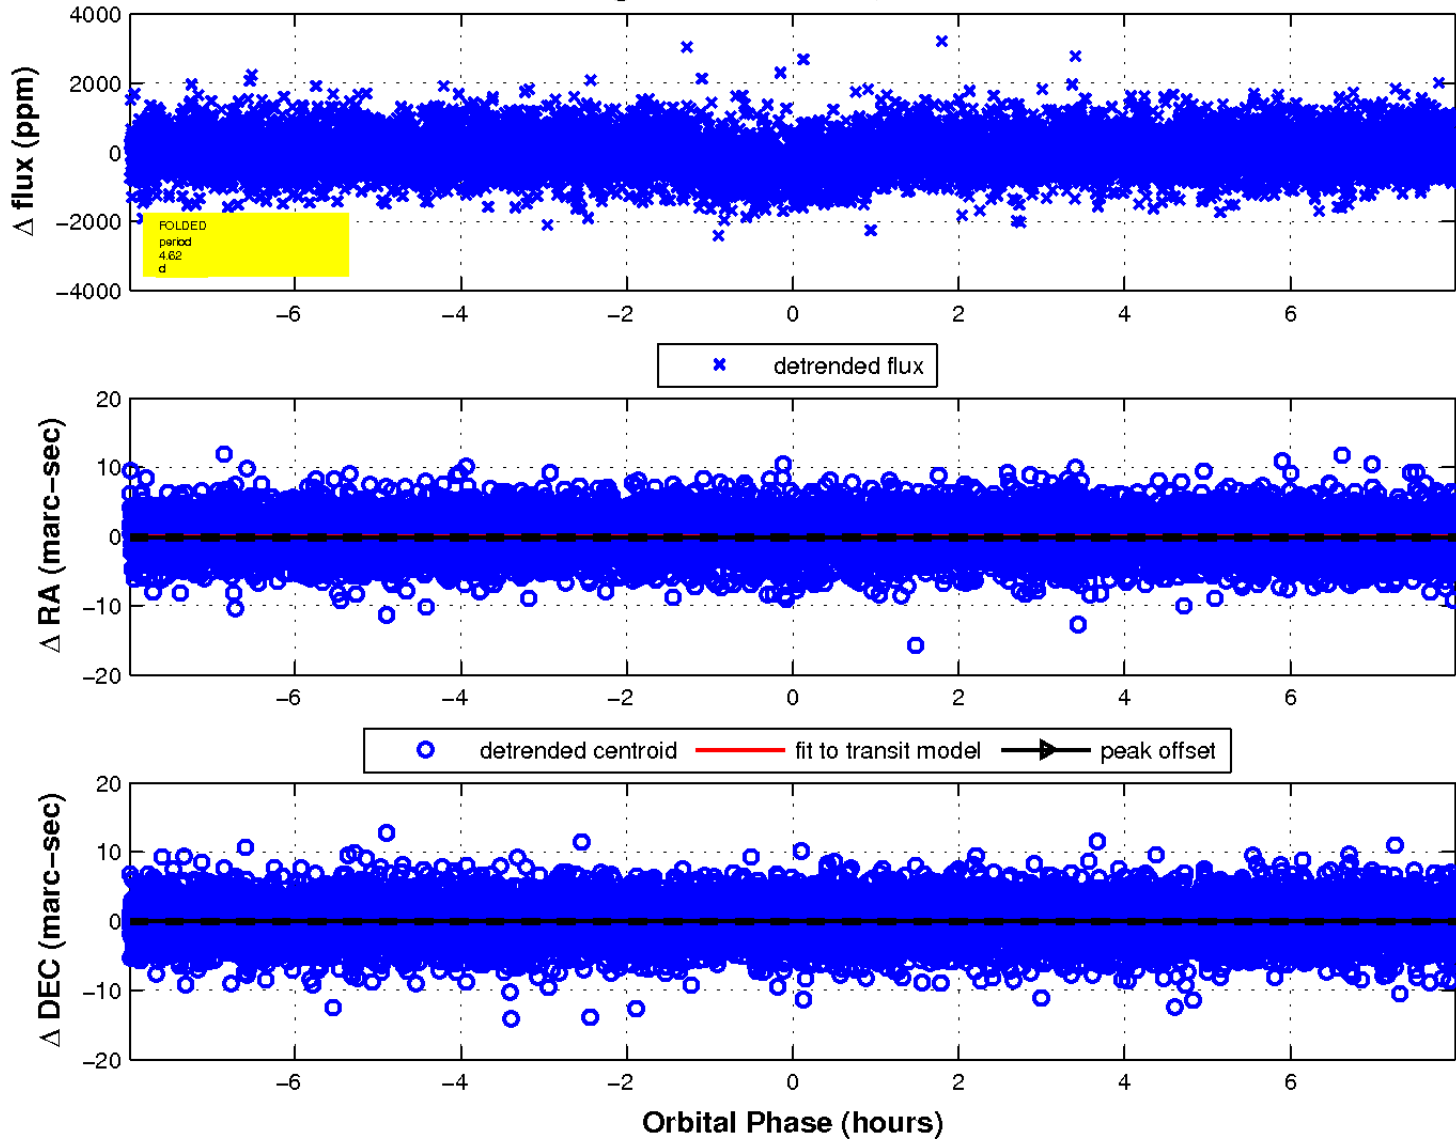 4000
2000
0
−2000
−4000
Δ flux (ppm)
FOLDED
period
4.62
d
−6 −4 −2 0 2 4 6
detrended flux
20
10
0
−10
−20
Δ RA (marc−sec)
−6 −4 −2 0 2 4 6
detrended centroid fit to transit model peak offset
20
10
0
−10
−20
Δ DEC (marc−sec)
−6 −4 −2 0 2 4 6
Orbital Phase (hours)